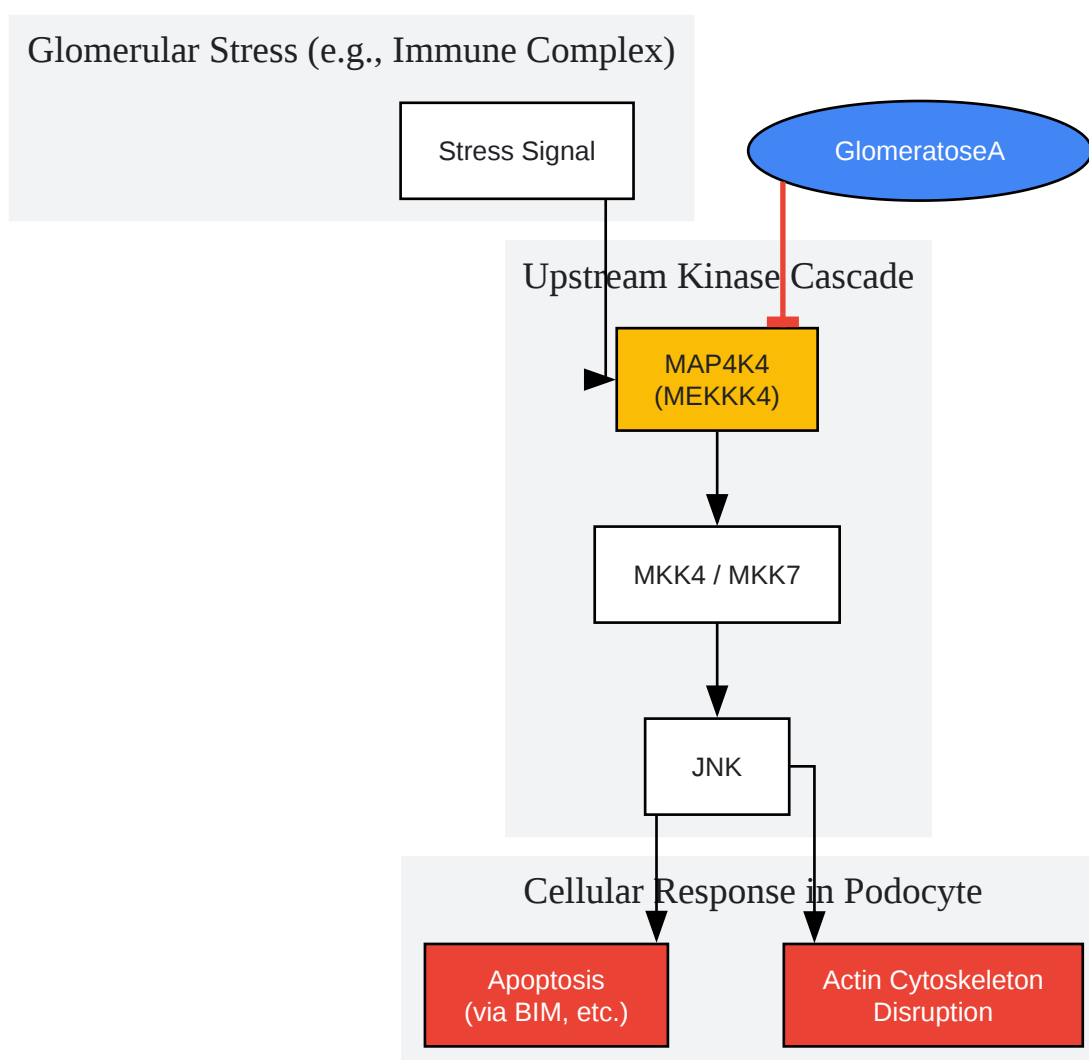 Glomerular Stress (e.g., Immune Complex)
Stress Signal
GlomeratoseA
Upstream Kinase Cascade
MAP4K4
(MEKKK4)
MKK4 / MKK7
JNK
Cellular Response in Podocyte
Apoptosis
(via BIM, etc.)
Actin Cytoskeleton
Disruption